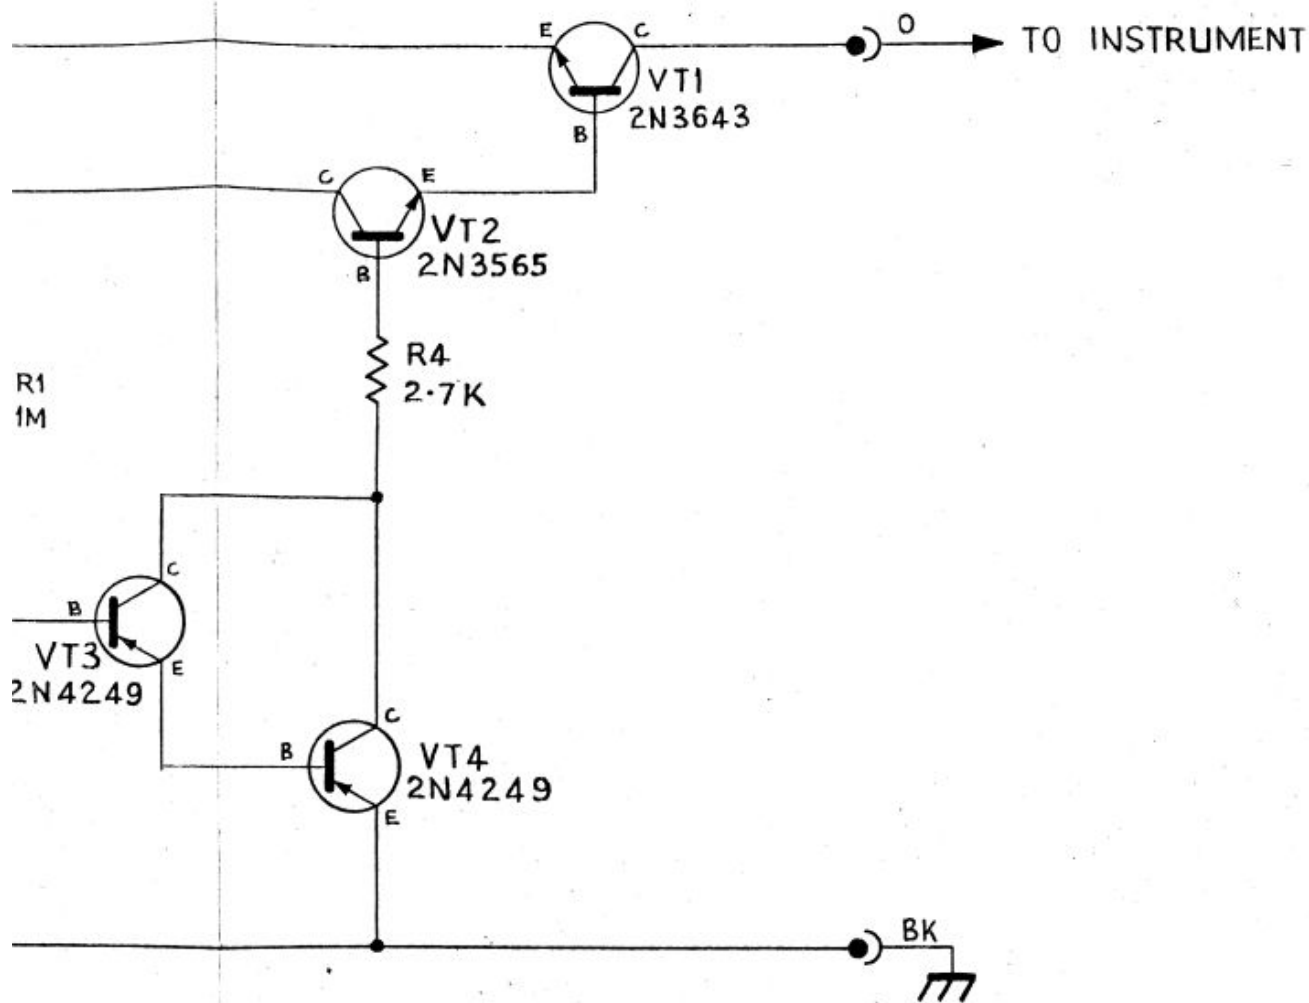 E C O TO INSTRUMENT
VT1
2N3643
B
C E
VT2
2N3565
B
R4
2.7K
R1
1M
C
B
VT3
E
2N4249
C
B
VT4
2N4249
E
BK